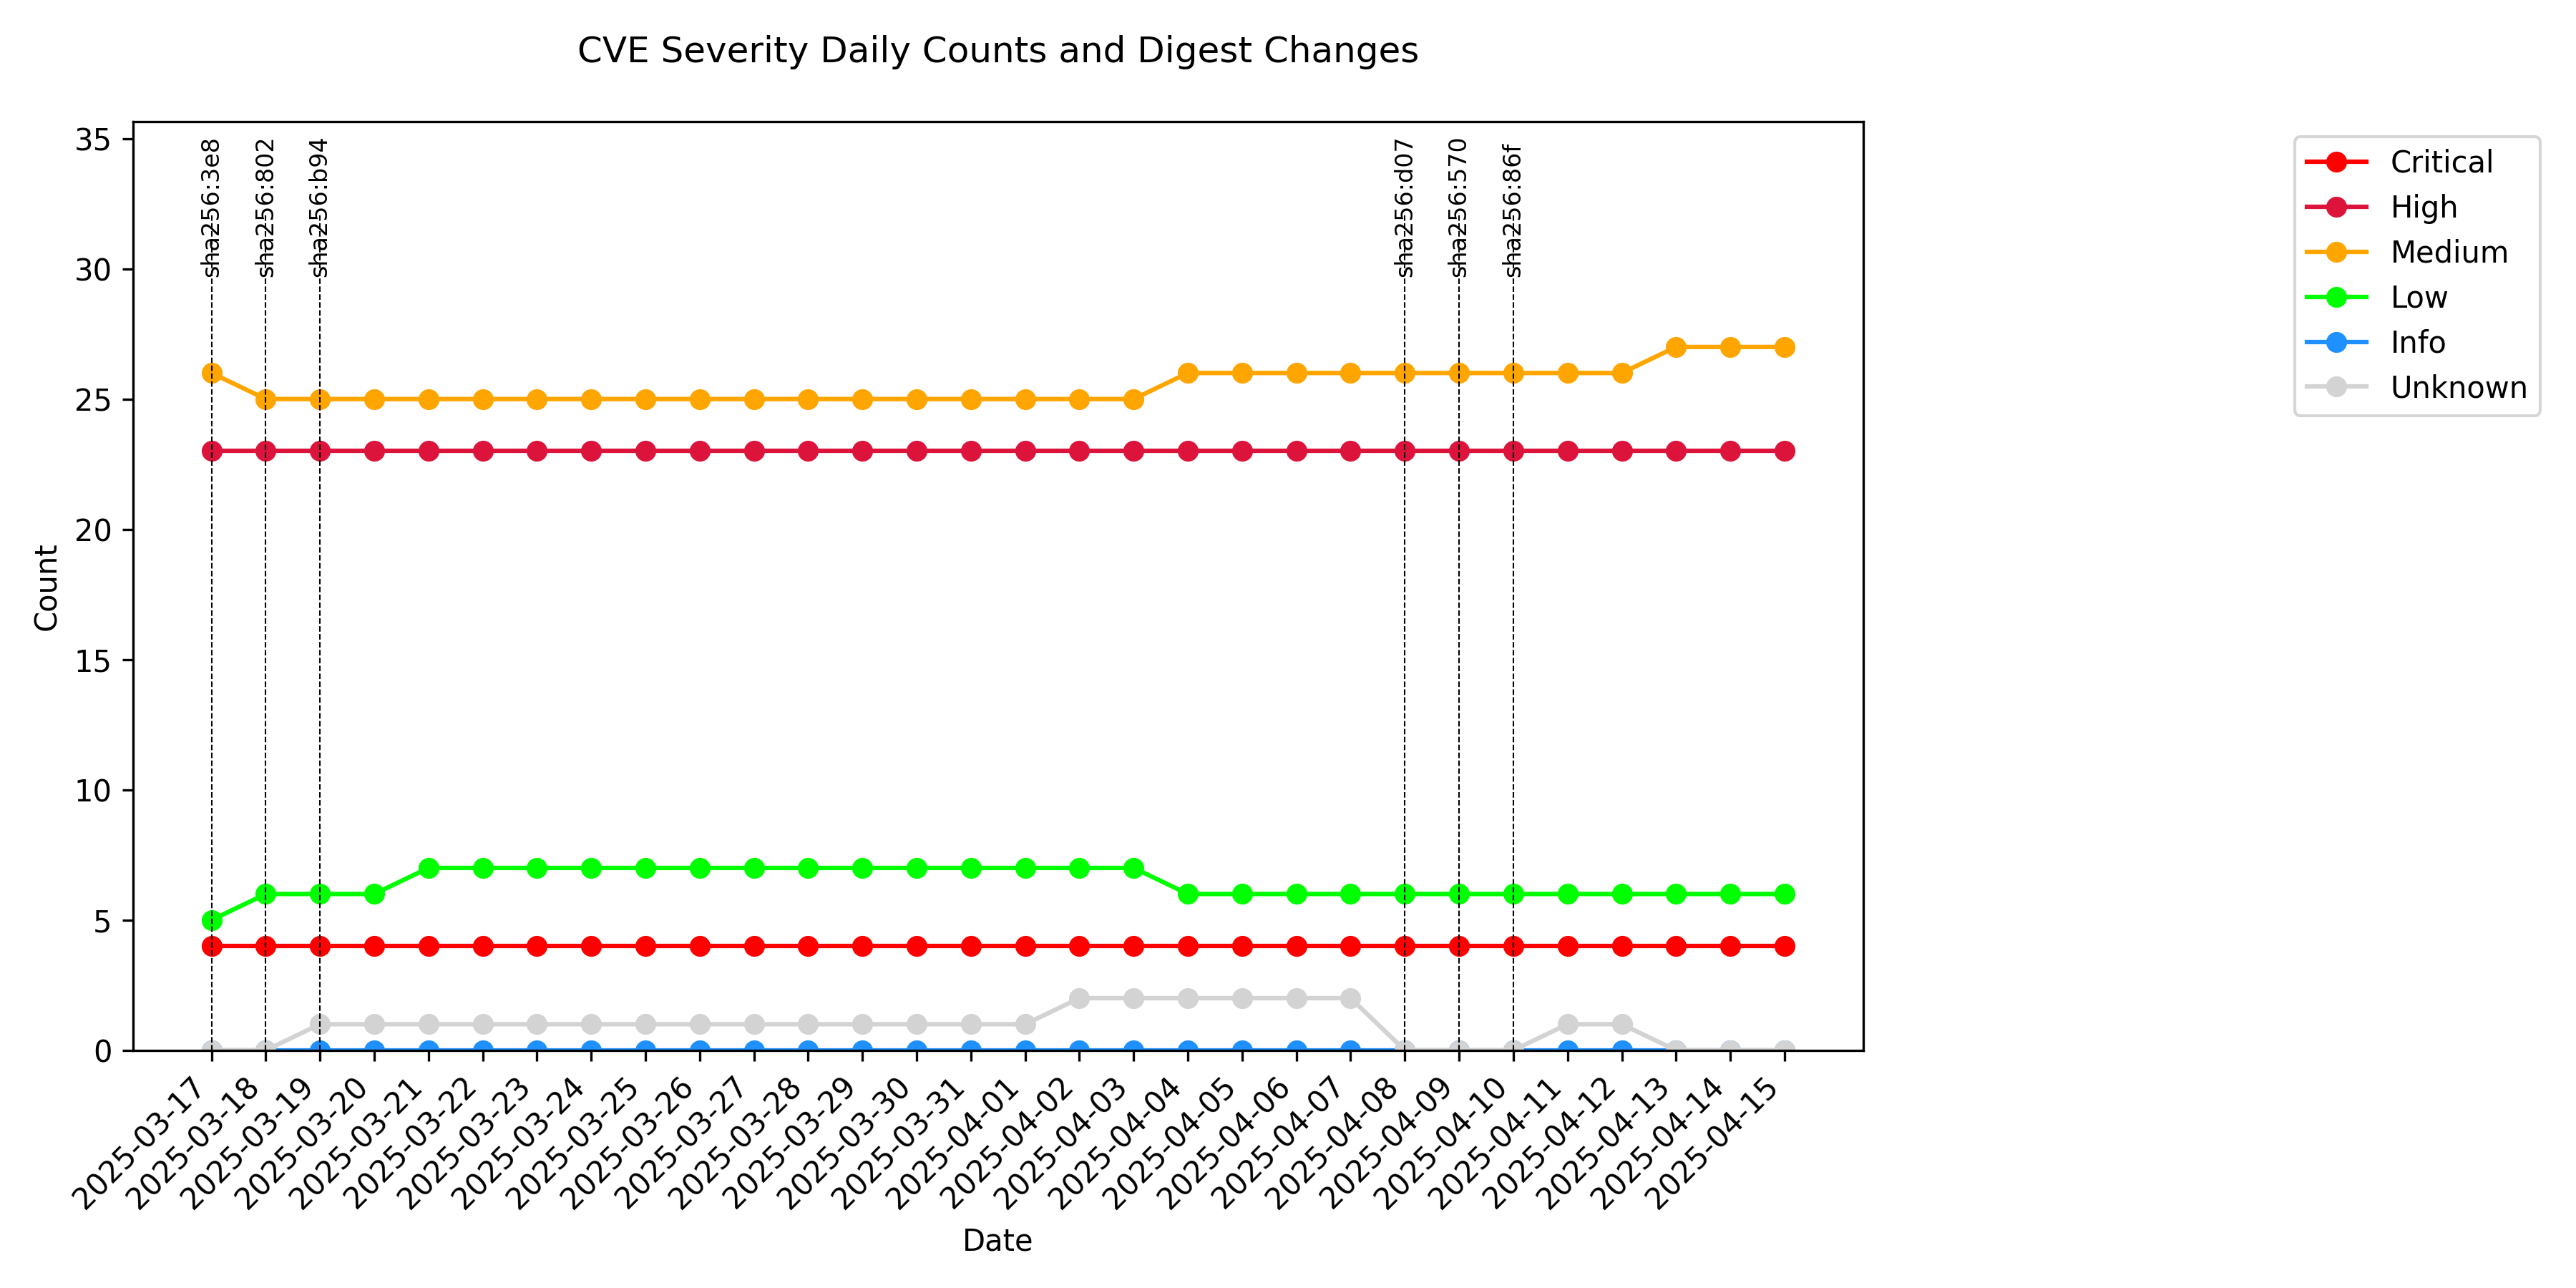 CVE Severity Daily Counts and Digest Changes
35
30
25
20
15
10
5
0
Count
sha256:3e8
sha256:802
sha256:b94
sha256:d07
sha256:570
sha256:86f
Critical
High
Medium
Low
Info
Unknown
2025-03-17
2025-03-18
2025-03-19
2025-03-20
2025-03-21
2025-03-22
2025-03-23
2025-03-24
2025-03-25
2025-03-26
2025-03-27
2025-03-28
2025-03-29
2025-03-30
2025-03-31
2025-04-01
2025-04-02
2025-04-03
2025-04-04
2025-04-05
2025-04-06
2025-04-07
2025-04-08
2025-04-09
2025-04-10
2025-04-11
2025-04-12
2025-04-13
2025-04-14
2025-04-15
Date